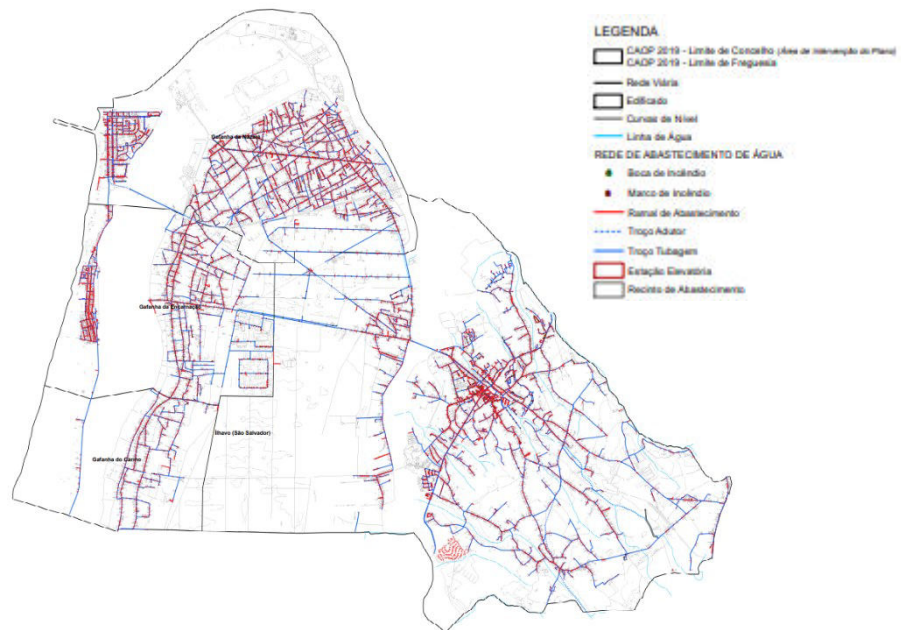 LEGENDA
CAOP 2019 - Limite de Concelho (Área de Intervenção do Plano)
CAOP 2019 - Limite de Freguesia
Rede Viária
Edificado
Curvas de Nível
Linha de Água
REDE DE ABASTECIMENTO DE ÁGUA
Boca de Incêndio
Marco de Incêndio
Ramal de Abastecimento
Troço Adutor
Troço Tubagem
Estação Elevatória
Recinto de Abastecimento
Gafanha da Nazaré
Gafanha da Encarnação
Ílhavo (São Salvador)
Gafanha do Carmo